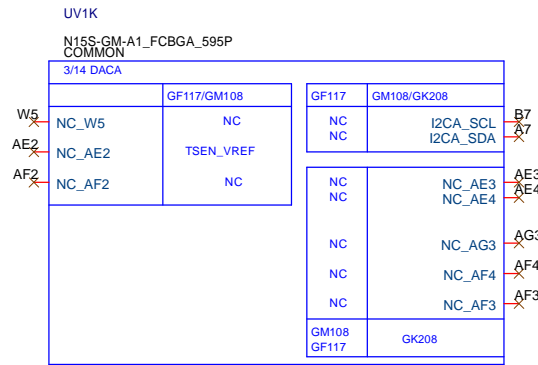 UV1K
N15S-GM-A1_FCBGA_595P
COMMON
3/14 DACA
GF117/GM108
GF117 GM108/GK208
W5 NC_W5 NC
NC I2CA_SCL B7
NC I2CA_SDA A7
AE2 NC_AE2 TSEN_VREF
AF2 NC_AF2 NC
NC NC_AE3 AE3
NC NC_AE4 AE4
NC NC_AG3 AG3
NC NC_AF4 AF4
NC NC_AF3 AF3
GM108
GF117
GK208